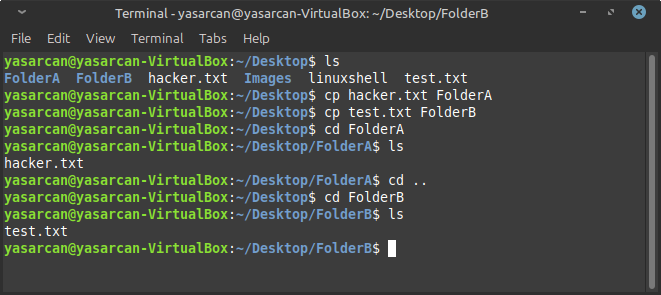 Terminal - yasarcan@yasarcan-VirtualBox: ~/Desktop/FolderB
File Edit View Terminal Tabs Help
yasarcan@yasarcan-VirtualBox:~/Desktop$ ls
FolderA  FolderB  hacker.txt  Images  linuxshell  test.txt
yasarcan@yasarcan-VirtualBox:~/Desktop$ cp hacker.txt FolderA
yasarcan@yasarcan-VirtualBox:~/Desktop$ cp test.txt FolderB
yasarcan@yasarcan-VirtualBox:~/Desktop$ cd FolderA
yasarcan@yasarcan-VirtualBox:~/Desktop/FolderA$ ls
hacker.txt
yasarcan@yasarcan-VirtualBox:~/Desktop/FolderA$ cd ..
yasarcan@yasarcan-VirtualBox:~/Desktop$ cd FolderB
yasarcan@yasarcan-VirtualBox:~/Desktop/FolderB$ ls
test.txt
yasarcan@yasarcan-VirtualBox:~/Desktop/FolderB$